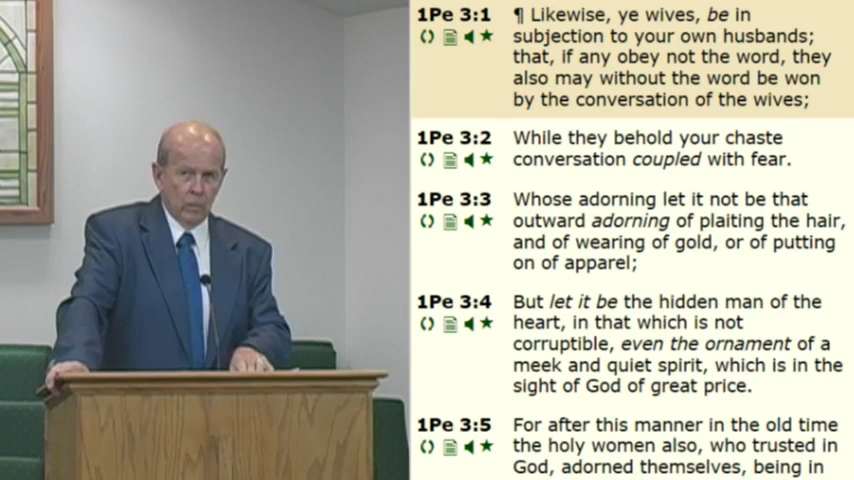 1Pe 3:1 ¶ Likewise, ye wives, be in
subjection to your own husbands;
that, if any obey not the word, they
also may without the word be won
by the conversation of the wives;
1Pe 3:2 While they behold your chaste
conversation coupled with fear.
1Pe 3:3 Whose adorning let it not be that
outward adorning of plaiting the hair,
and of wearing of gold, or of putting
on of apparel;
1Pe 3:4 But let it be the hidden man of the
heart, in that which is not
corruptible, even the ornament of a
meek and quiet spirit, which is in the
sight of God of great price.
1Pe 3:5 For after this manner in the old time
the holy women also, who trusted in
God, adorned themselves, being in